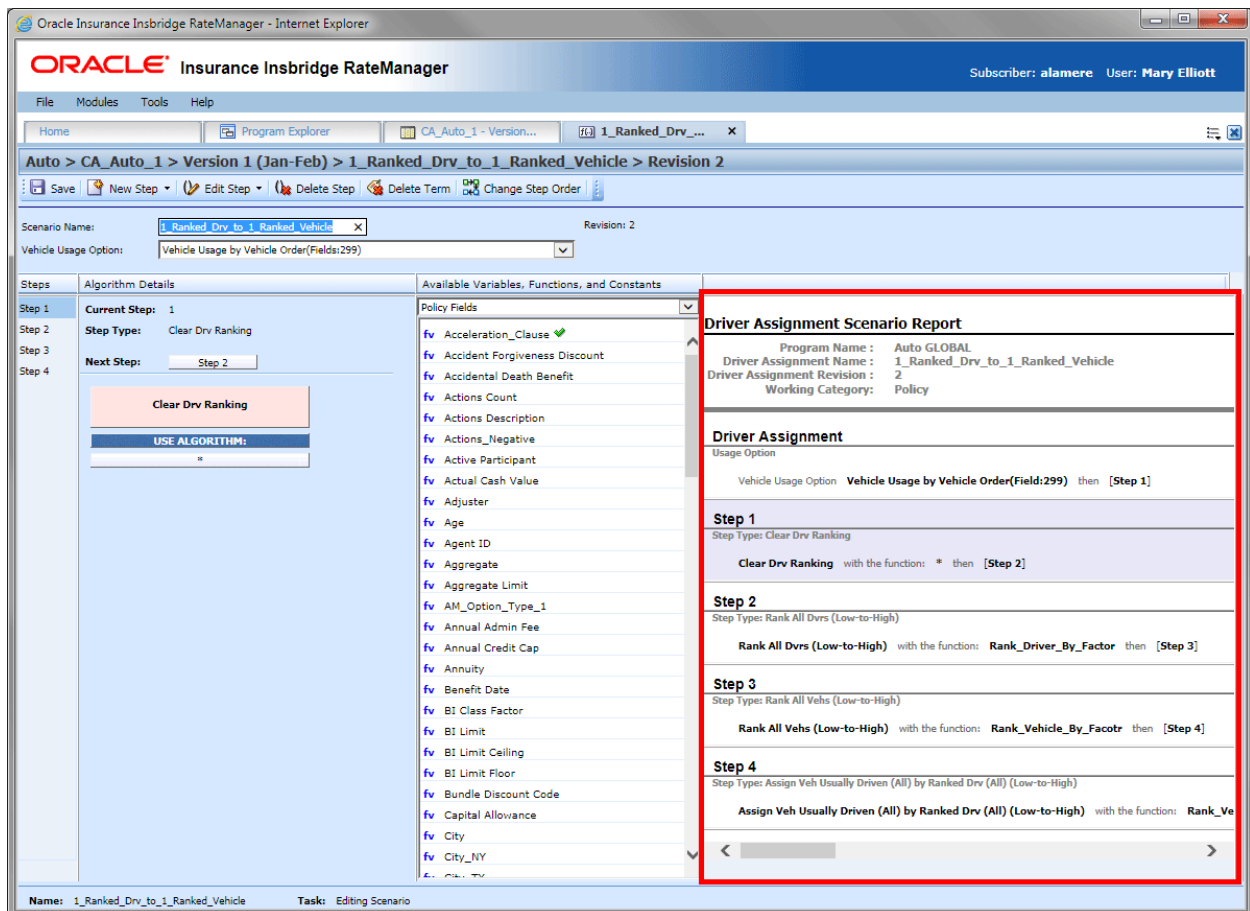 Oracle Insurance Insbridge RateManager - Internet Explorer
ORACLE® Insurance Insbridge RateManager
Subscriber: alamere User: Mary Elliott
File Modules Tools Help
Home Program Explorer CA_Auto_1 - Version... 1_Ranked_Drv_... x
Auto > CA_Auto_1 > Version 1 (Jan-Feb) > 1_Ranked_Drv_to_1_Ranked_Vehicle > Revision 2
Save New Step Edit Step Delete Step Delete Term Change Step Order
Scenario Name: 1_Ranked_Drv_to_1_Ranked_Vehicle X Revision: 2
Vehicle Usage Option: Vehicle Usage by Vehicle Order(Fields:299)
Steps
Step 1
Step 2
Step 3
Step 4
Algorithm Details
Current Step: 1
Step Type: Clear Drv Ranking
Next Step: Step 2
Clear Drv Ranking
USE ALGORITHM:
*
Available Variables, Functions, and Constants
Policy Fields
fv Acceleration_Clause
fv Accident Forgiveness Discount
fv Accidental Death Benefit
fv Actions Count
fv Actions Description
fv Actions_Negative
fv Active Participant
fv Actual Cash Value
fv Adjuster
fv Age
fv Agent ID
fv Aggregate
fv Aggregate Limit
fv AM_Option_Type_1
fv Annual Admin Fee
fv Annual Credit Cap
fv Annuity
fv Benefit Date
fv BI Class Factor
fv BI Limit
fv BI Limit Ceiling
fv BI Limit Floor
fv Bundle Discount Code
fv Capital Allowance
fv City
fv City_NY
fv City_TX
Driver Assignment Scenario Report
Program Name : Auto GLOBAL
Driver Assignment Name : 1_Ranked_Drv_to_1_Ranked_Vehicle
Driver Assignment Revision : 2
Working Category: Policy
Driver Assignment
Usage Option
Vehicle Usage Option Vehicle Usage by Vehicle Order(Field:299) then [Step 1]
Step 1
Step Type: Clear Drv Ranking
Clear Drv Ranking with the function: * then [Step 2]
Step 2
Step Type: Rank All Dvrs (Low-to-High)
Rank All Dvrs (Low-to-High) with the function: Rank_Driver_By_Factor then [Step 3]
Step 3
Step Type: Rank All Vehs (Low-to-High)
Rank All Vehs (Low-to-High) with the function: Rank_Vehicle_By_Facotr then [Step 4]
Step 4
Step Type: Assign Veh Usually Driven (All) by Ranked Drv (All) (Low-to-High)
Assign Veh Usually Driven (All) by Ranked Drv (All) (Low-to-High) with the function: Rank_Ve
Name: 1_Ranked_Drv_to_1_Ranked_Vehicle Task: Editing Scenario